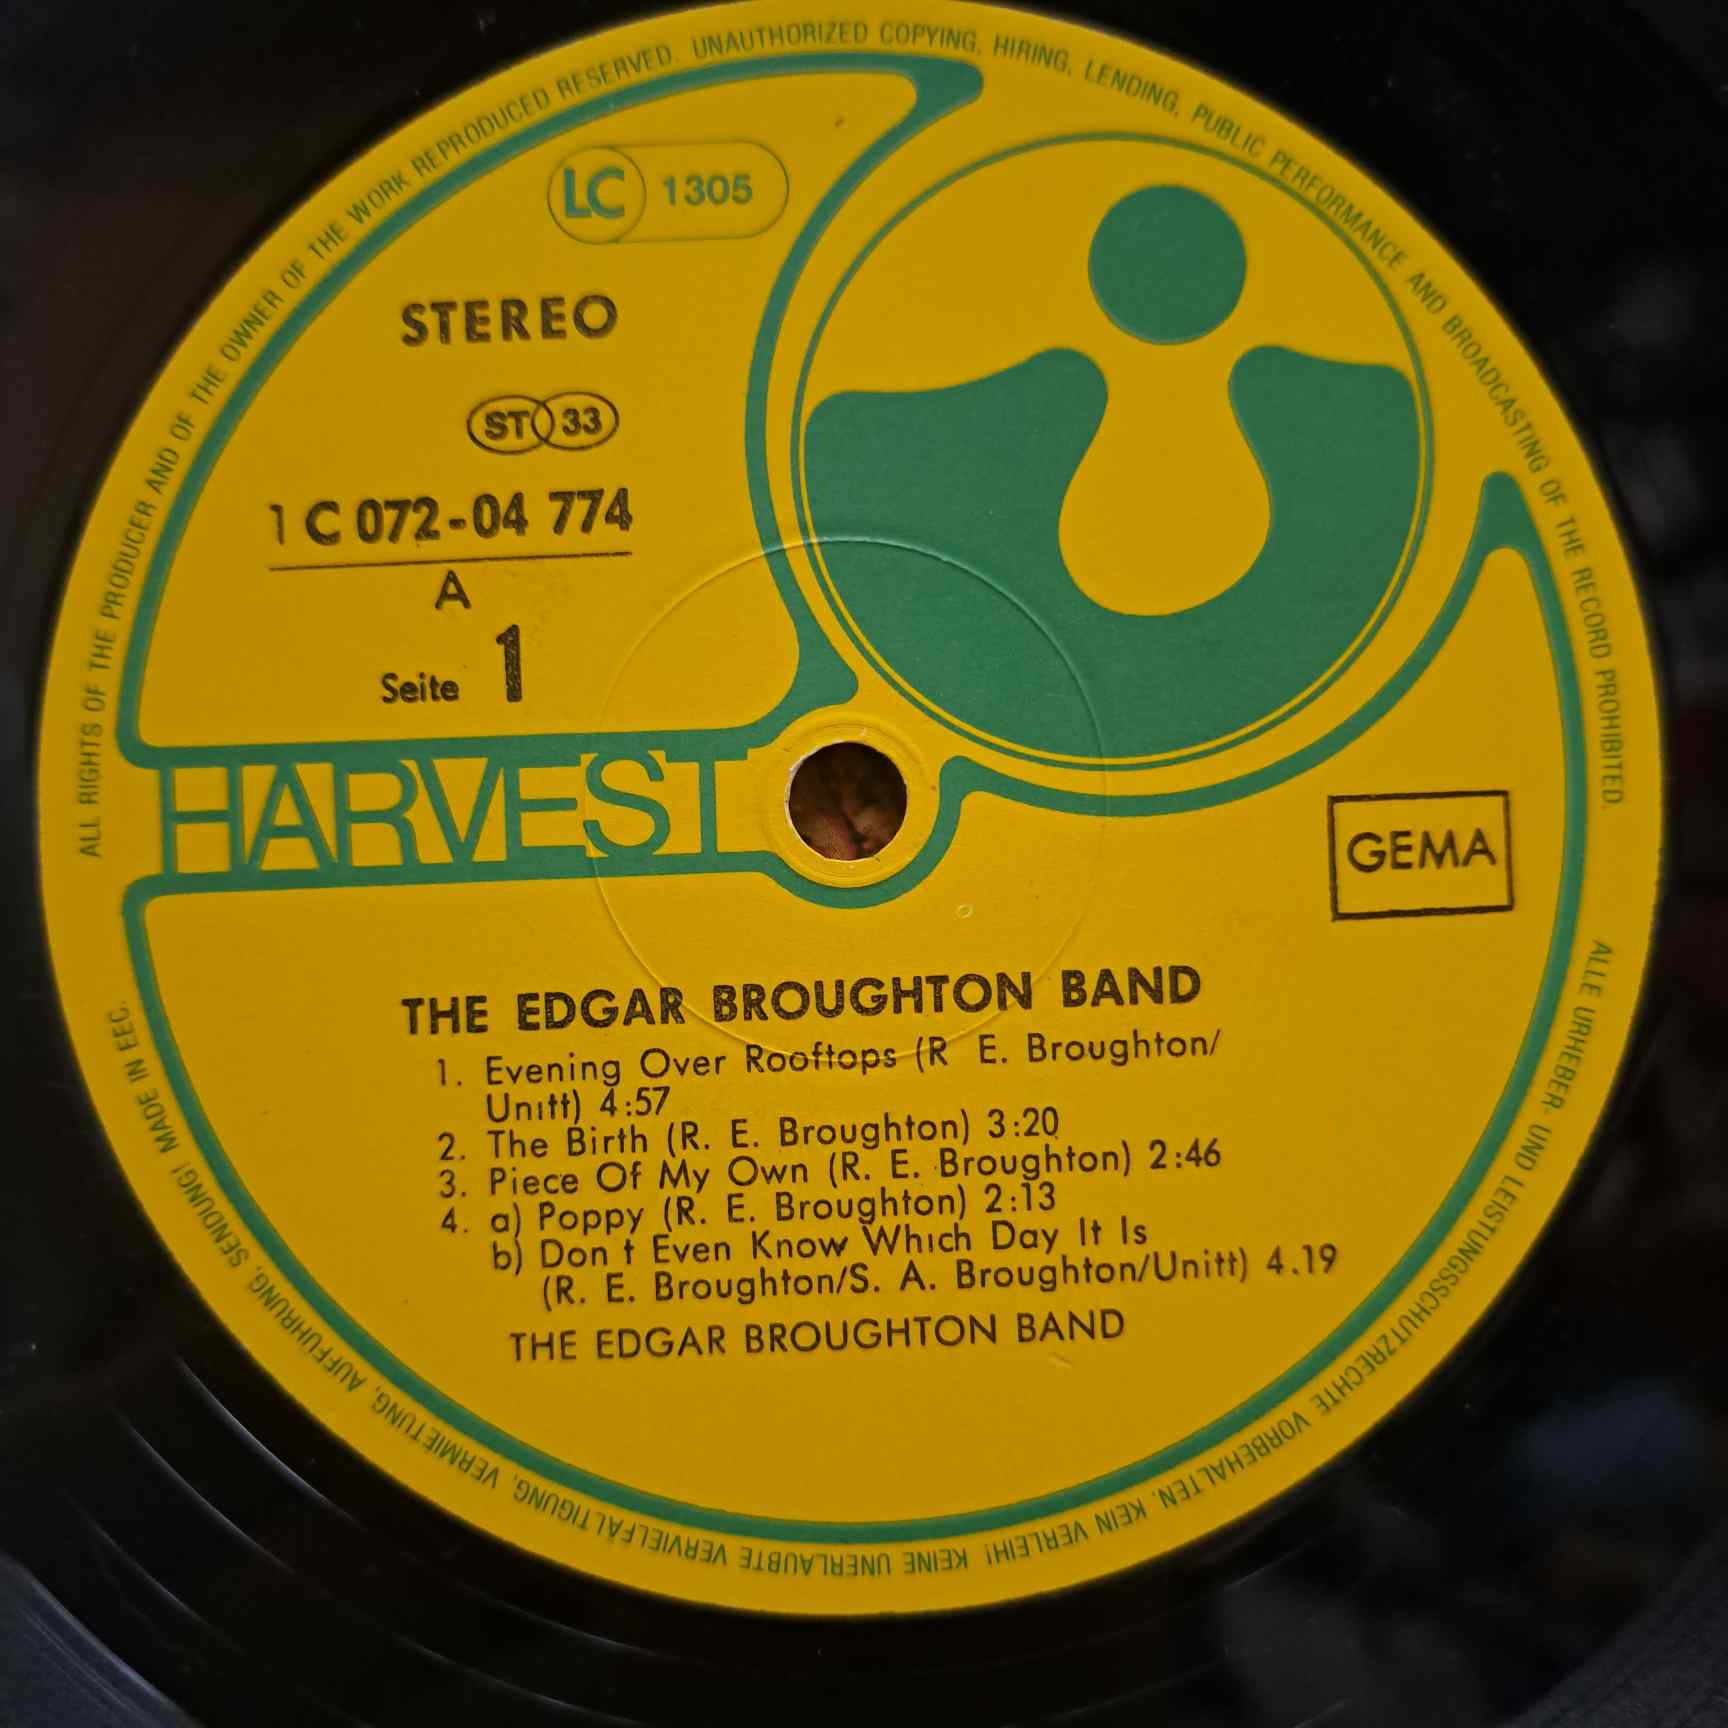 ALL RIGHTS OF THE PRODUCER AND OF THE OWNER OF THE WORK REPRODUCED RESERVED. UNAUTHORIZED COPYING, HIRING, LENDING, PUBLIC PERFORMANCE AND BROADCASTING OF THE RECORD PROHIBITED.
LC 1305
STEREO
ST 33
1 C 072-04 774
A
Seite 1
HARVEST
GEMA
THE EDGAR BROUGHTON BAND
1. Evening Over Rooftops (R E. Broughton/
Unitt) 4:57
2. The Birth (R. E. Broughton) 3:20
3. Piece Of My Own (R. E. Broughton) 2:46
4. a) Poppy (R. E. Broughton) 2:13
b) Don t Even Know Which Day It Is
(R. E. Broughton/S. A. Broughton/Unitt) 4.19
THE EDGAR BROUGHTON BAND
ALLE URHEBER- UND LEISTUNGSSCHUTZRECHTE VORBEHALTEN. KEIN VERLEIH! KEINE UNERLAUBTE VERVIELFÄLTIGUNG, VERMIETUNG, AUFFÜHRUNG, SENDUNG! MADE IN EEC.